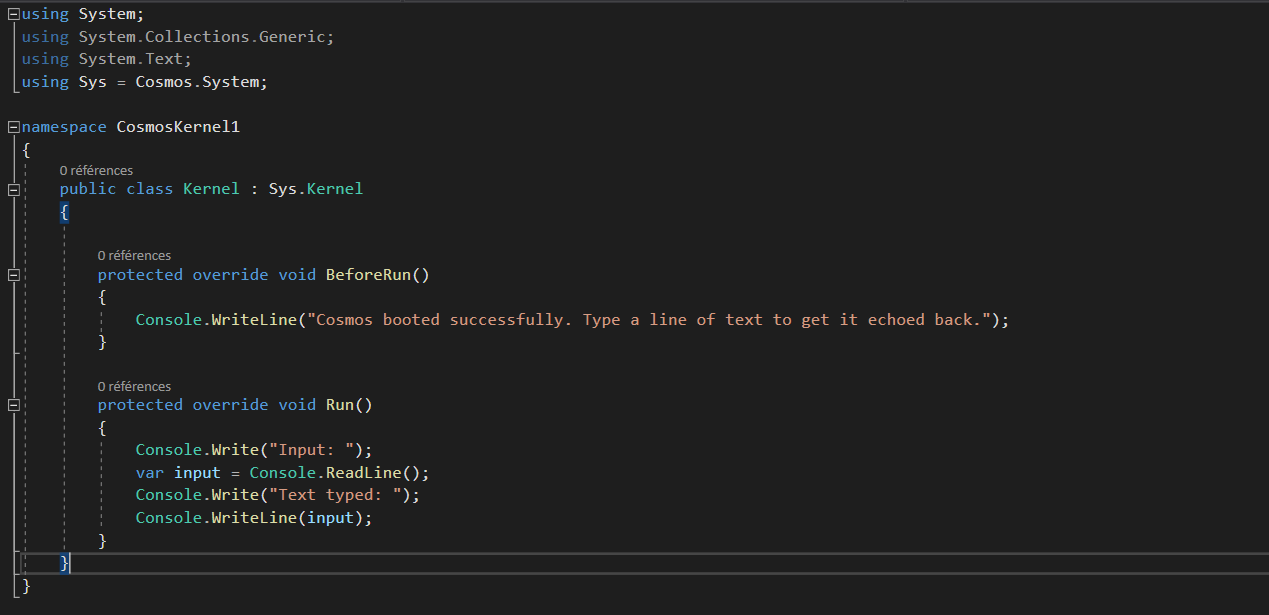 using System;
using System.Collections.Generic;
using System.Text;
using Sys = Cosmos.System;
namespace CosmosKernel1
{
0 références
public class Kernel : Sys.Kernel
{
0 références
protected override void BeforeRun()
{
Console.WriteLine("Cosmos booted successfully. Type a line of text to get it echoed back.");
}
0 références
protected override void Run()
{
Console.Write("Input: ");
var input = Console.ReadLine();
Console.Write("Text typed: ");
Console.WriteLine(input);
}
}
}